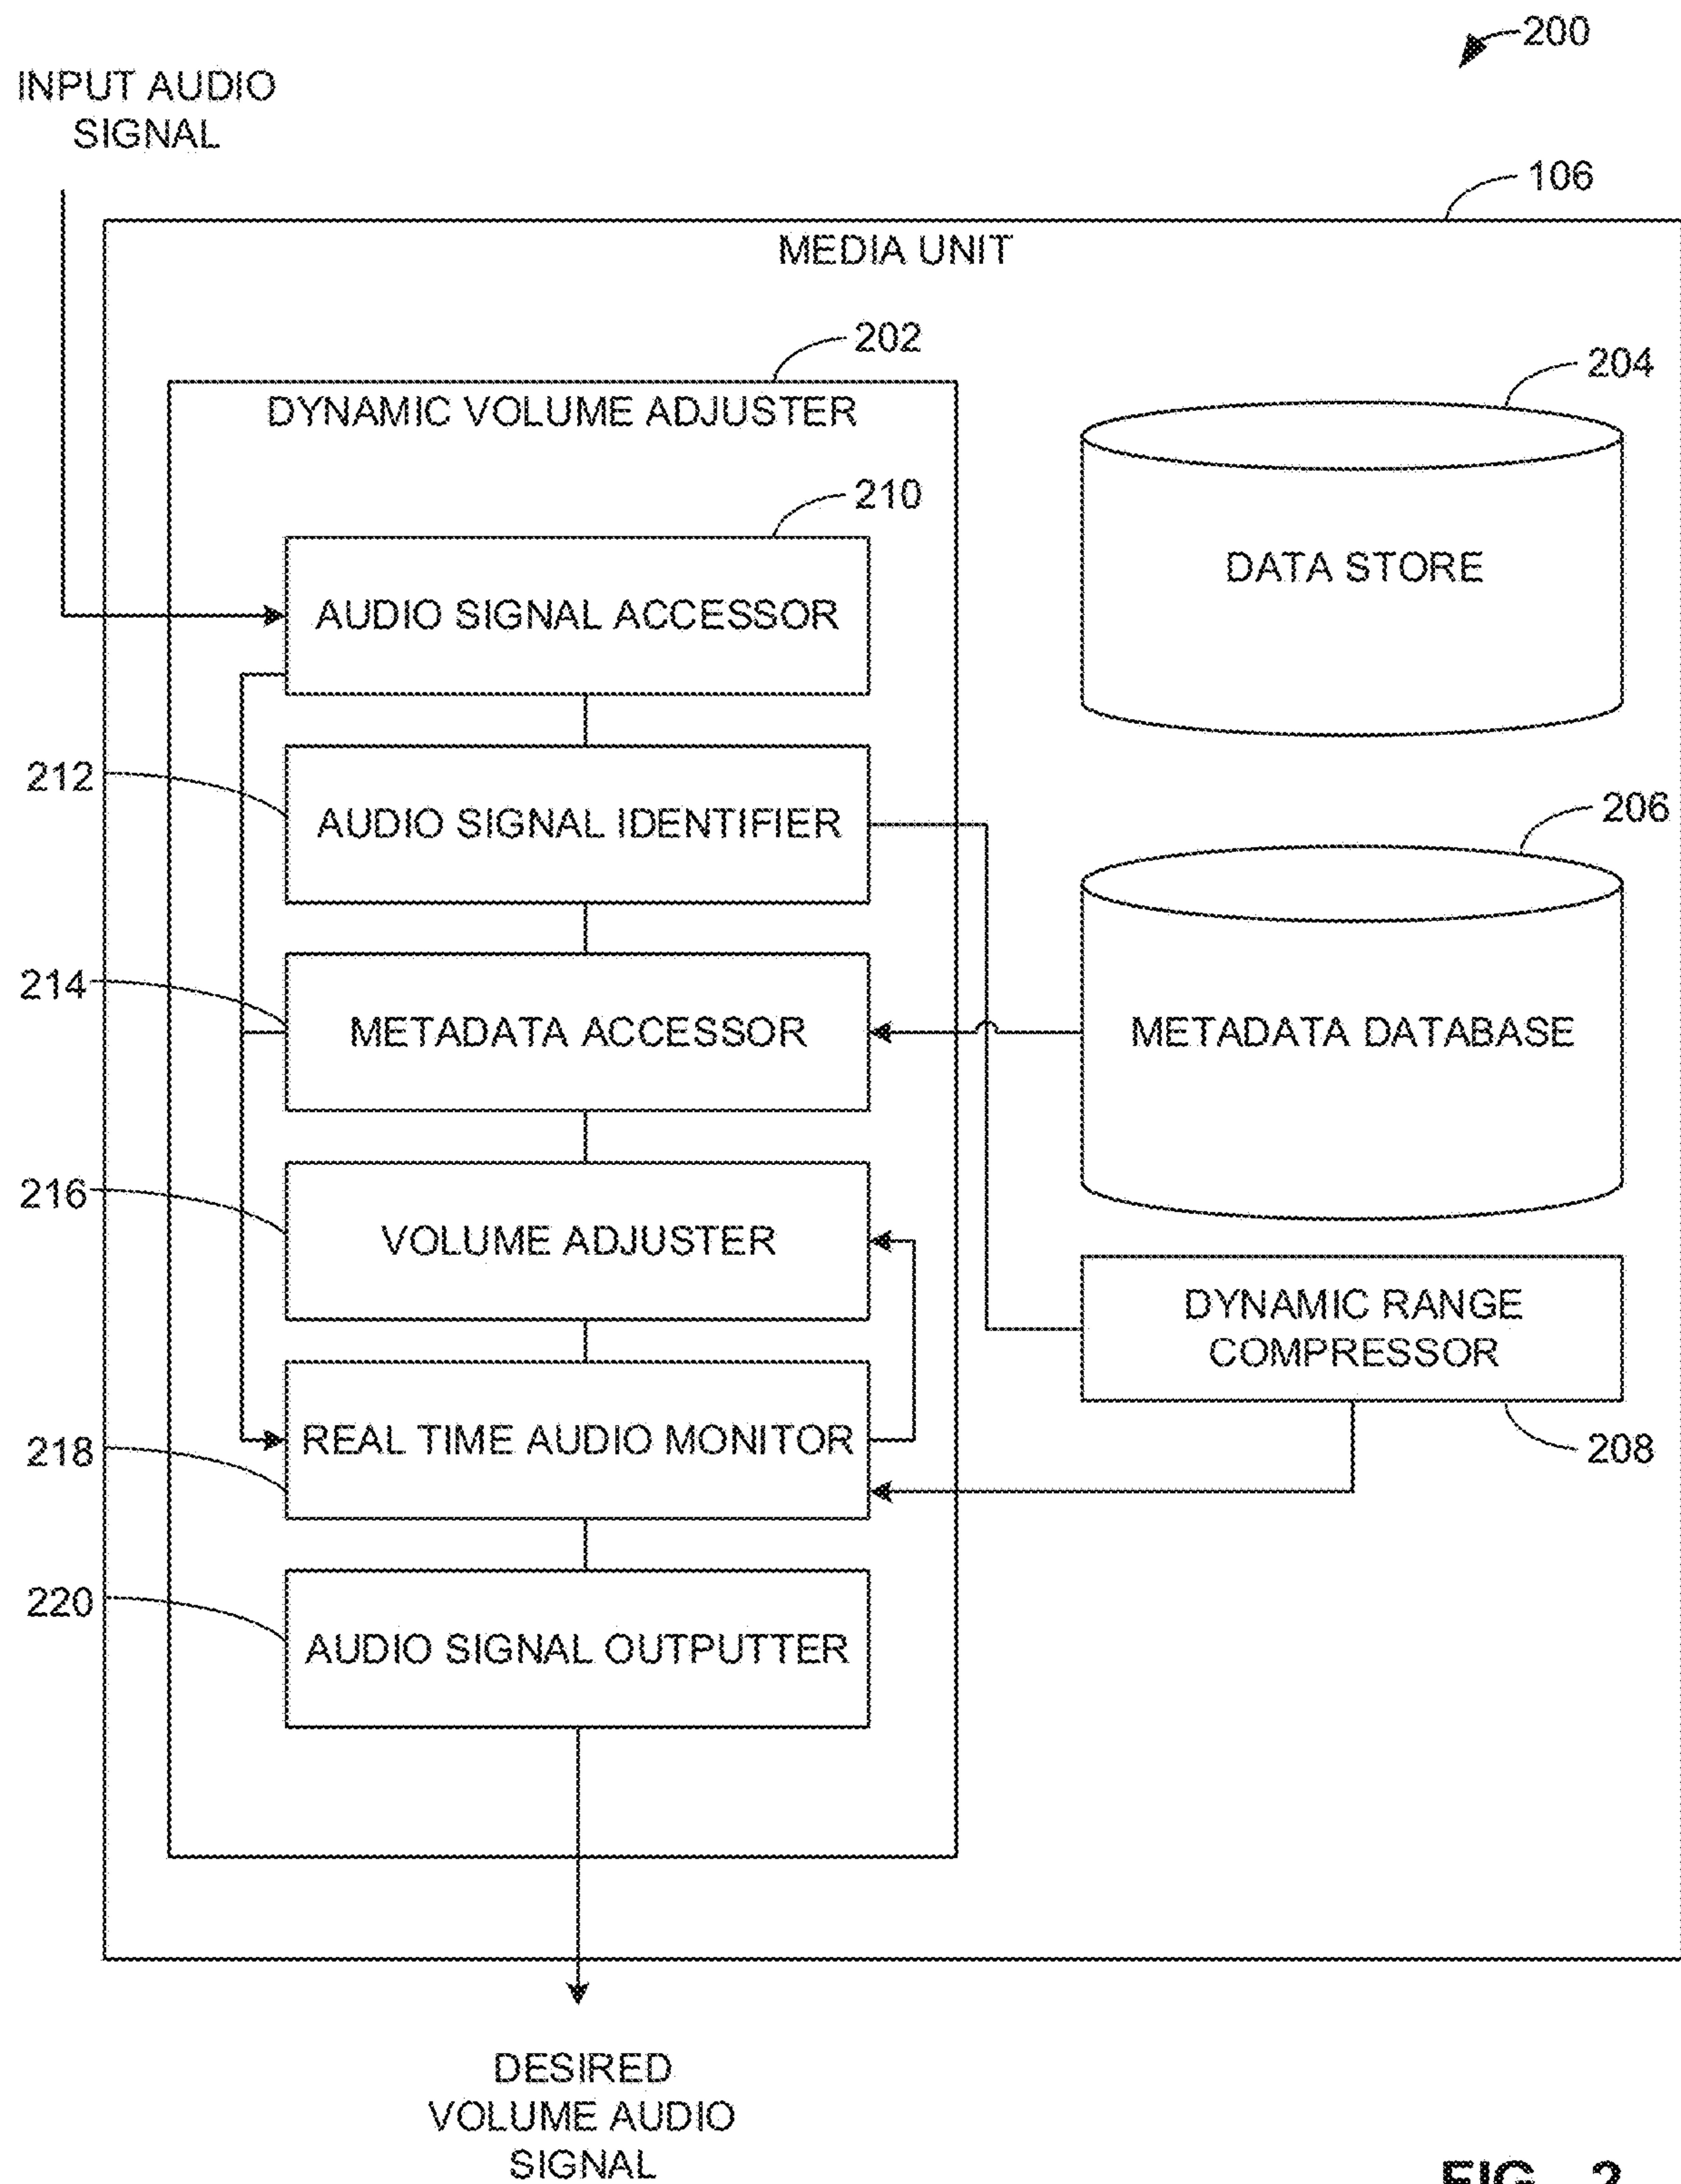 200
INPUT AUDIO
SIGNAL
106
MEDIA UNIT
202
DYNAMIC VOLUME ADJUSTER
204
210
DATA STORE
AUDIO SIGNAL ACCESSOR
212
AUDIO SIGNAL IDENTIFIER
206
214
METADATA ACCESSOR
METADATA DATABASE
216
VOLUME ADJUSTER
DYNAMIC RANGE
COMPRESSOR
218
REAL TIME AUDIO MONITOR
208
220
AUDIO SIGNAL OUTPUTTER
DESIRED
VOLUME AUDIO
SIGNAL
FIG. 2